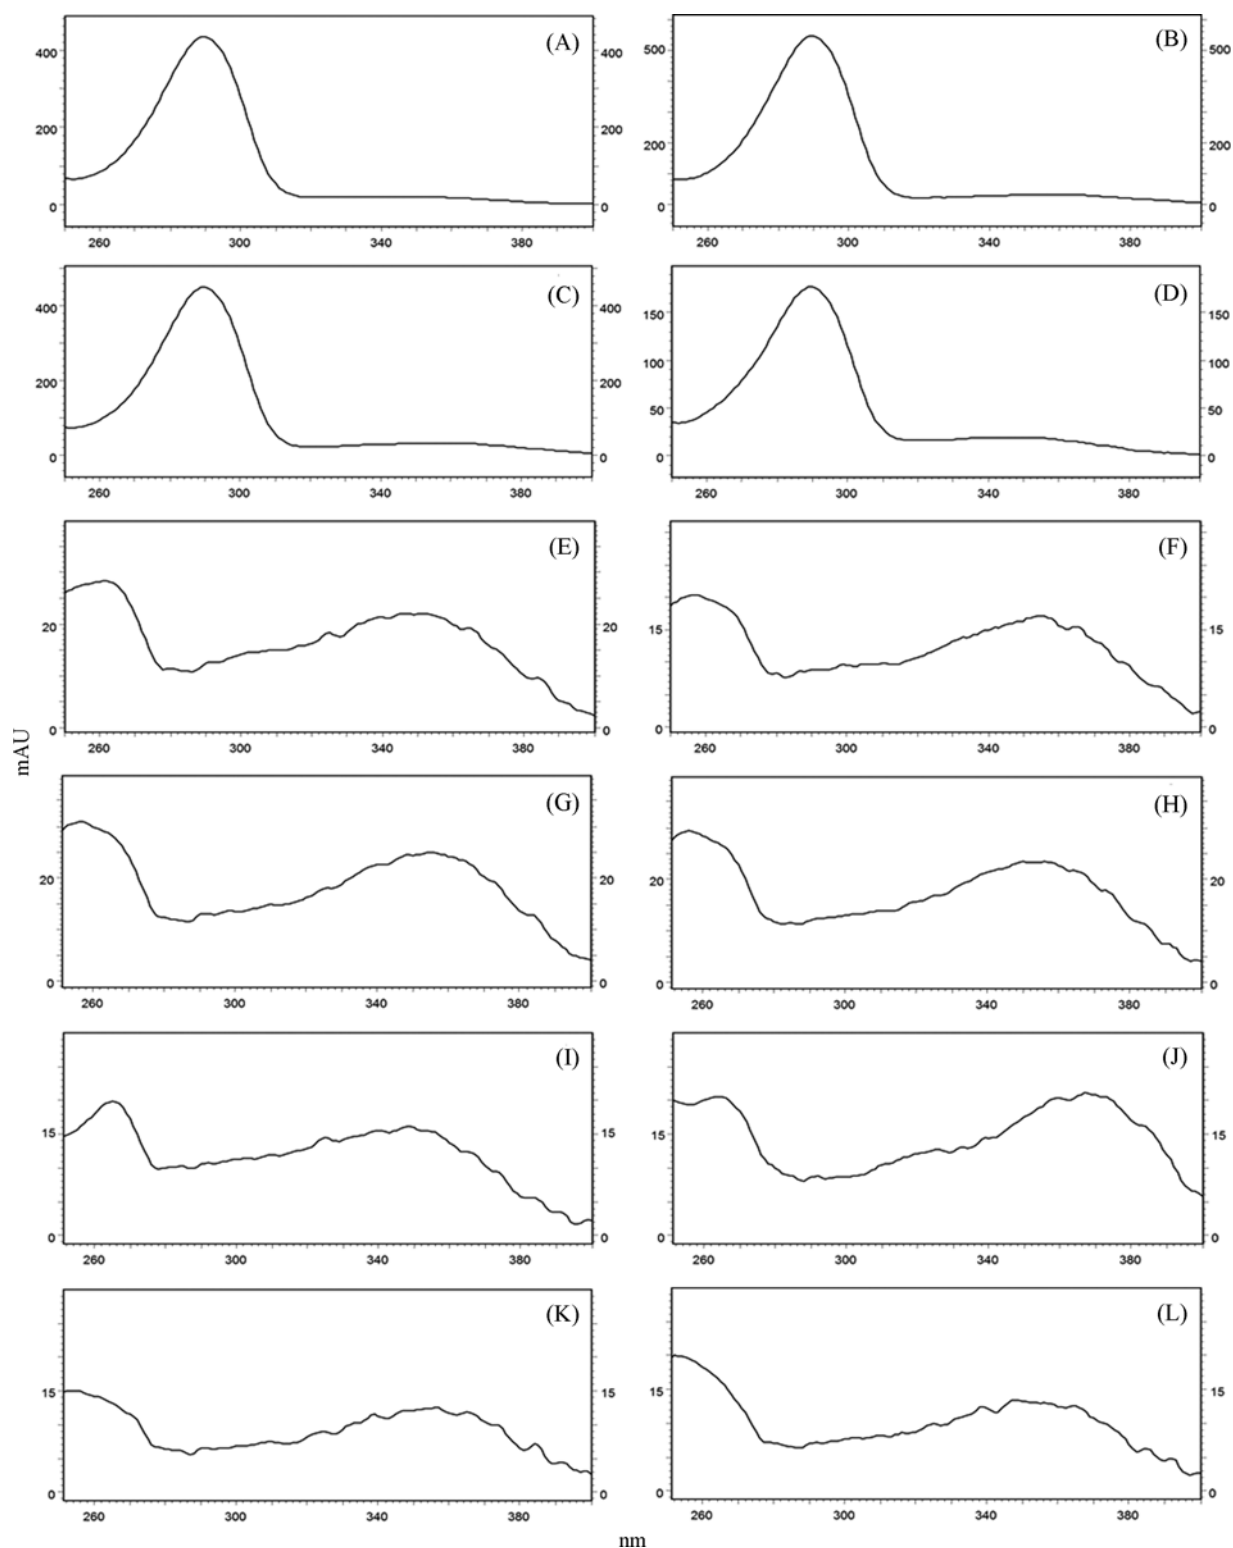 (A) (B)
400 400 500 500
200 200 200 200
0 0 0 0
260 300 340 380 260 300 340 380
(C) (D)
400 400 150 150
200 200 100 100
50 50
0 0 0 0
260 300 340 380 260 300 340 380
(E) (F)
20 20 15 15
0 0 0 0
260 300 340 380 260 300 340 380
mAU
(G) (H)
20 20 20 20
0 0 0 0
260 300 340 380 260 300 340 380
(I) (J)
15 15 15 15
0 0 0 0
260 300 340 380 260 300 340 380
(K) (L)
15 15 15 15
0 0 0 0
260 300 340 380 260 300 340 380
nm